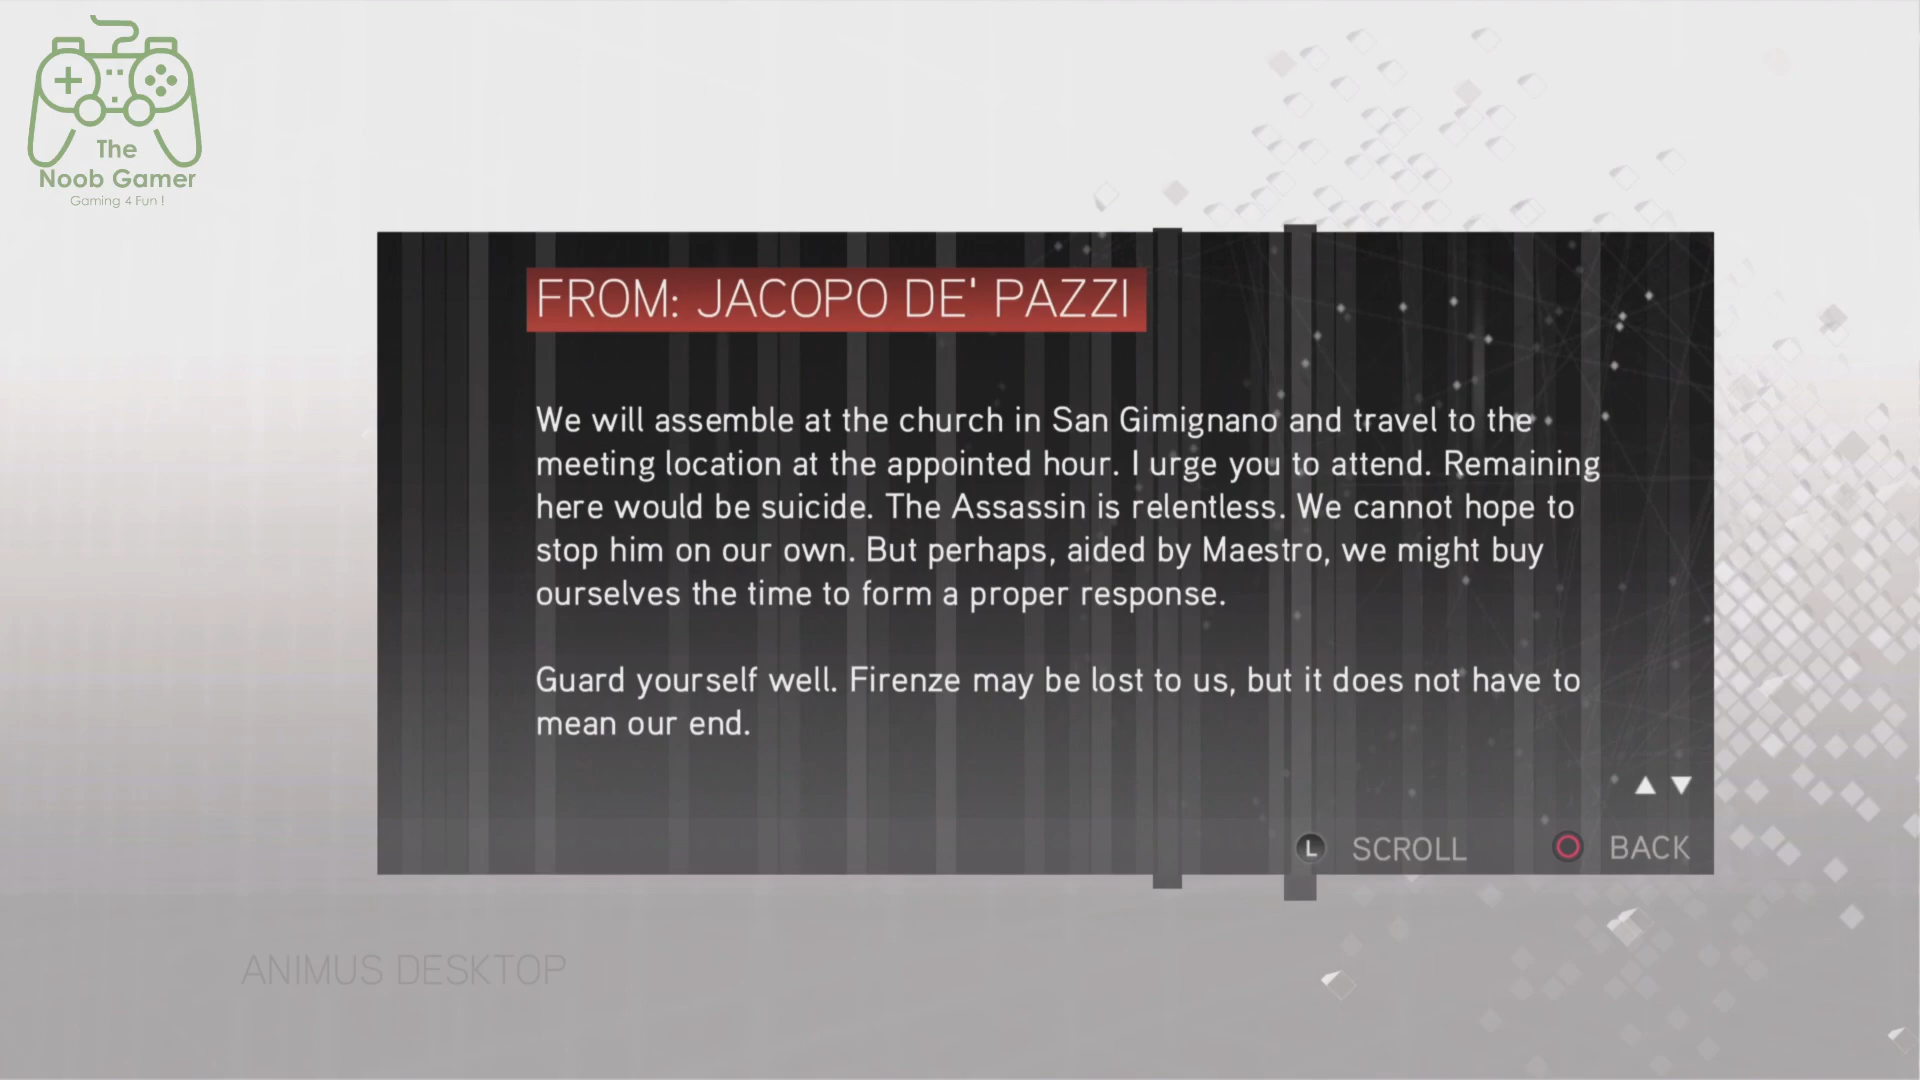 The
Noob Gamer
Gaming 4 Fun !
FROM: JACOPO DE' PAZZI
We will assemble at the church in San Gimignano and travel to the
meeting location at the appointed hour. I urge you to attend. Remaining
here would be suicide. The Assassin is relentless. We cannot hope to
stop him on our own. But perhaps, aided by Maestro, we might buy
ourselves the time to form a proper response.
Guard yourself well. Firenze may be lost to us, but it does not have to
mean our end.
L SCROLL BACK
ANIMUS DESKTOP